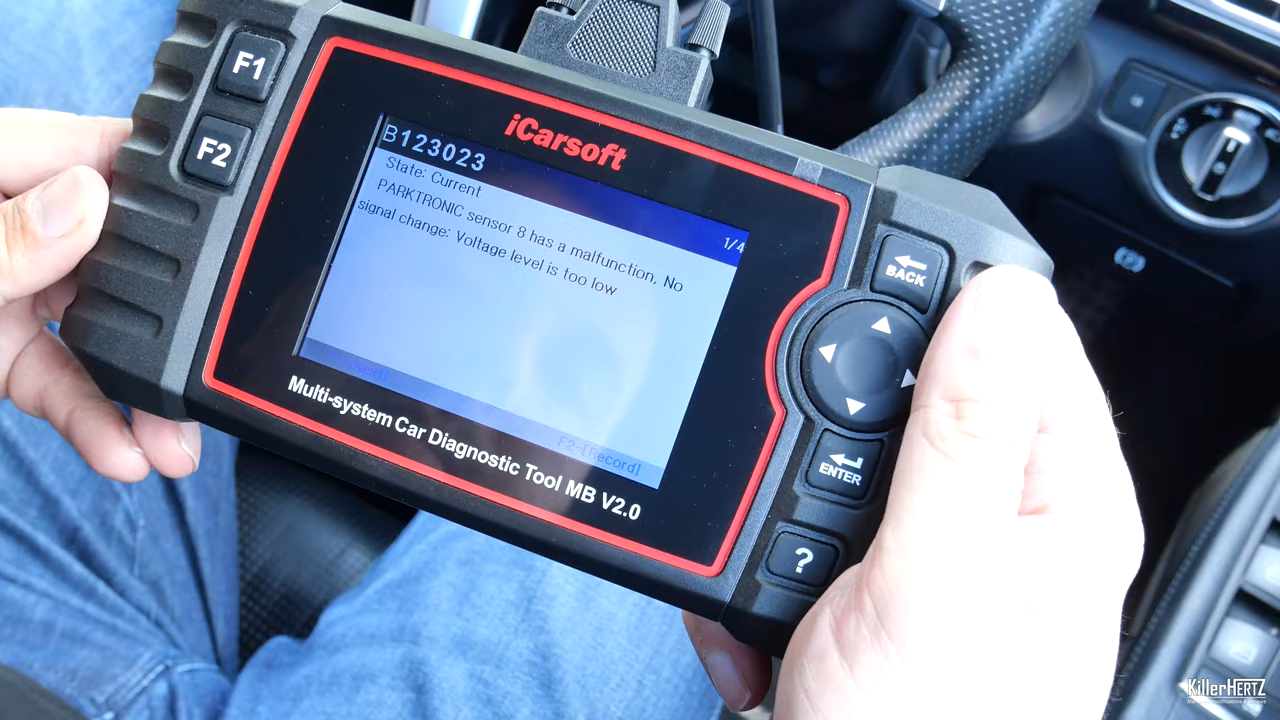 F1
F2
iCarsoft
B123023
1/4
State: Current
PARKTRONIC sensor 8 has a malfunction, No
signal change: Voltage level is too low
F2-[Record]
Multi-system Car Diagnostic Tool MB V2.0
BACK
ENTER
?
KillerHERTZ